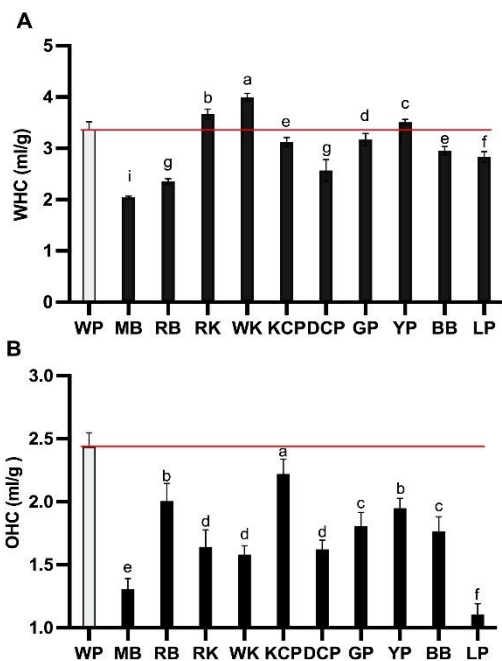 A
WHC (ml/g)
5
4
3
2
1
0
i
g
b
a
e
g
d
c
e
f
WP MB RB RK WK KCP DCP GP YP BB LP
B
OHC (ml/g )
3.0
2.5
2.0
1.5
1.0
e
b
d
d
a
d
c
b
c
f
WP MB RB RK WK KCP DCP GP YP BB LP